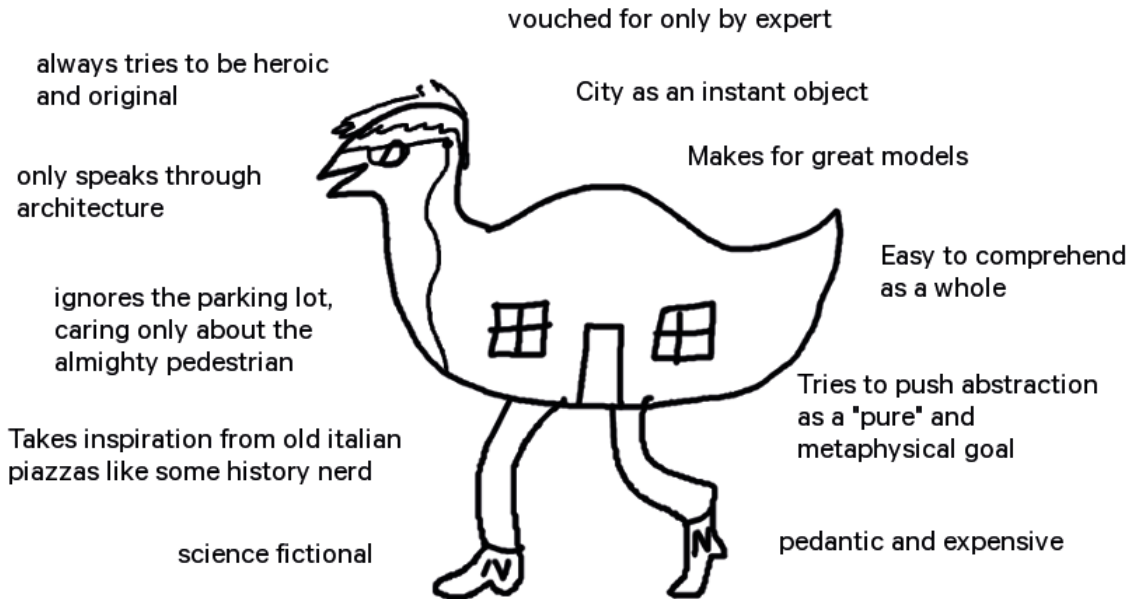 vouched for only by expert
always tries to be heroic
and original
City as an instant object
Makes for great models
only speaks through
architecture
Easy to comprehend
as a whole
ignores the parking lot,
caring only about the
almighty pedestrian
Tries to push abstraction
as a "pure" and
metaphysical goal
Takes inspiration from old italian
piazzas like some history nerd
science fictional
pedantic and expensive
N
N